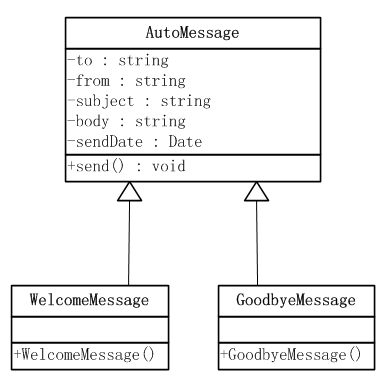 AutoMessage
-to : string
-from : string
-subject : string
-body : string
-sendDate : Date
+send() : void
WelcomeMessage
+WelcomeMessage()
GoodbyeMessage
+GoodbyeMessage()